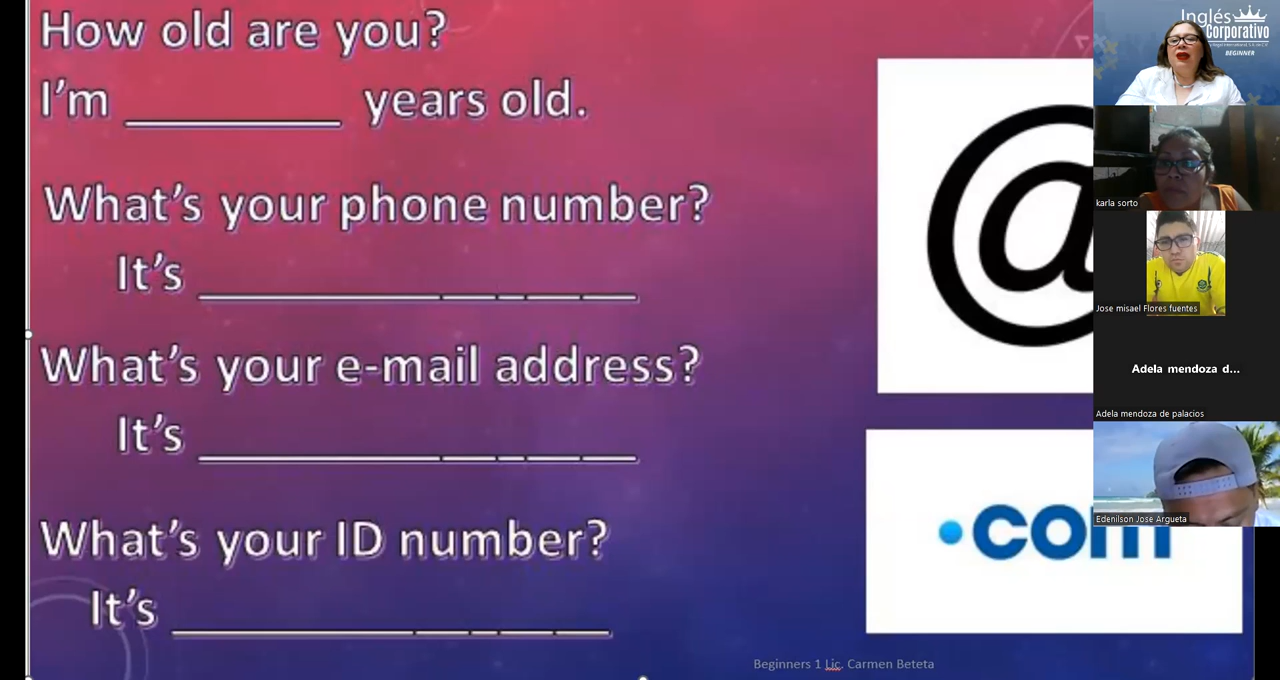 How old are you?
I'm ________ years old.
What's your phone number?
It's ________________
What's your e-mail address?
It's ________________
What's your ID number?
It's ________________
@
.com
Beginners 1 Lic. Carmen Beteta
Inglés
Corporativo
BEGINNER
karla sorto
Jose misael Flores fuentes
Adela mendoza d...
Adela mendoza de palacios
Edenilson Jose Argueta